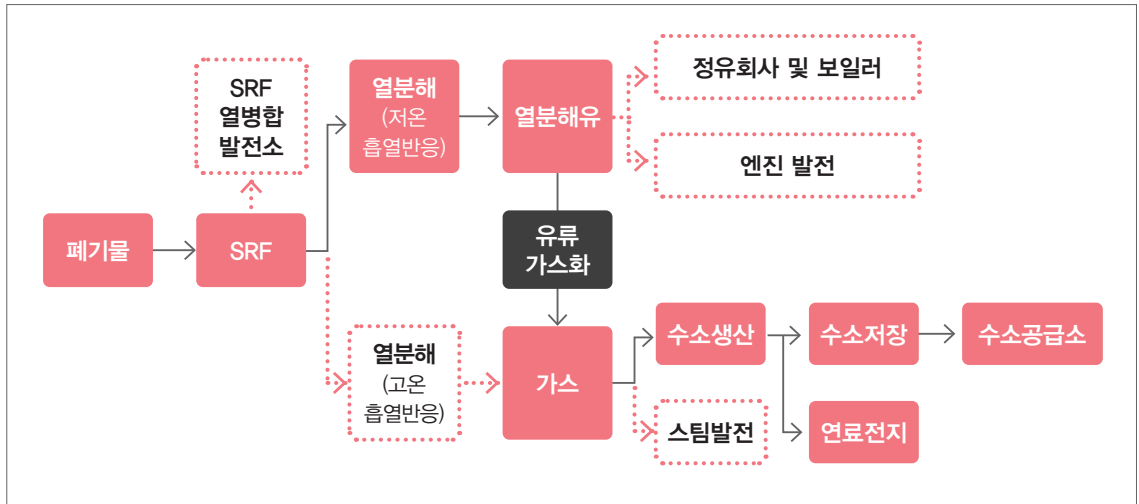 SRF
열병합
발전소
열분해
(저온
흡열반응)
열분해유
정유회사 및 보일러
엔진 발전
폐기물
SRF
유류
가스화
열분해
(고온
흡열반응)
가스
수소생산
수소저장
수소공급소
스팀발전
연료전지